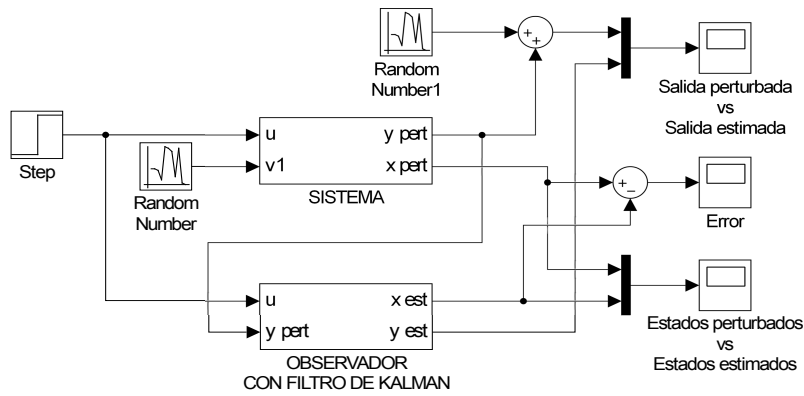 Random
Number1
Salida perturbada
vs
Salida estimada
Step
Random
Number
u
v1
y pert
x pert
SISTEMA
+
+
+
−
Error
u
y pert
x est
y est
OBSERVADOR
CON FILTRO DE KALMAN
Estados perturbados
vs
Estados estimados